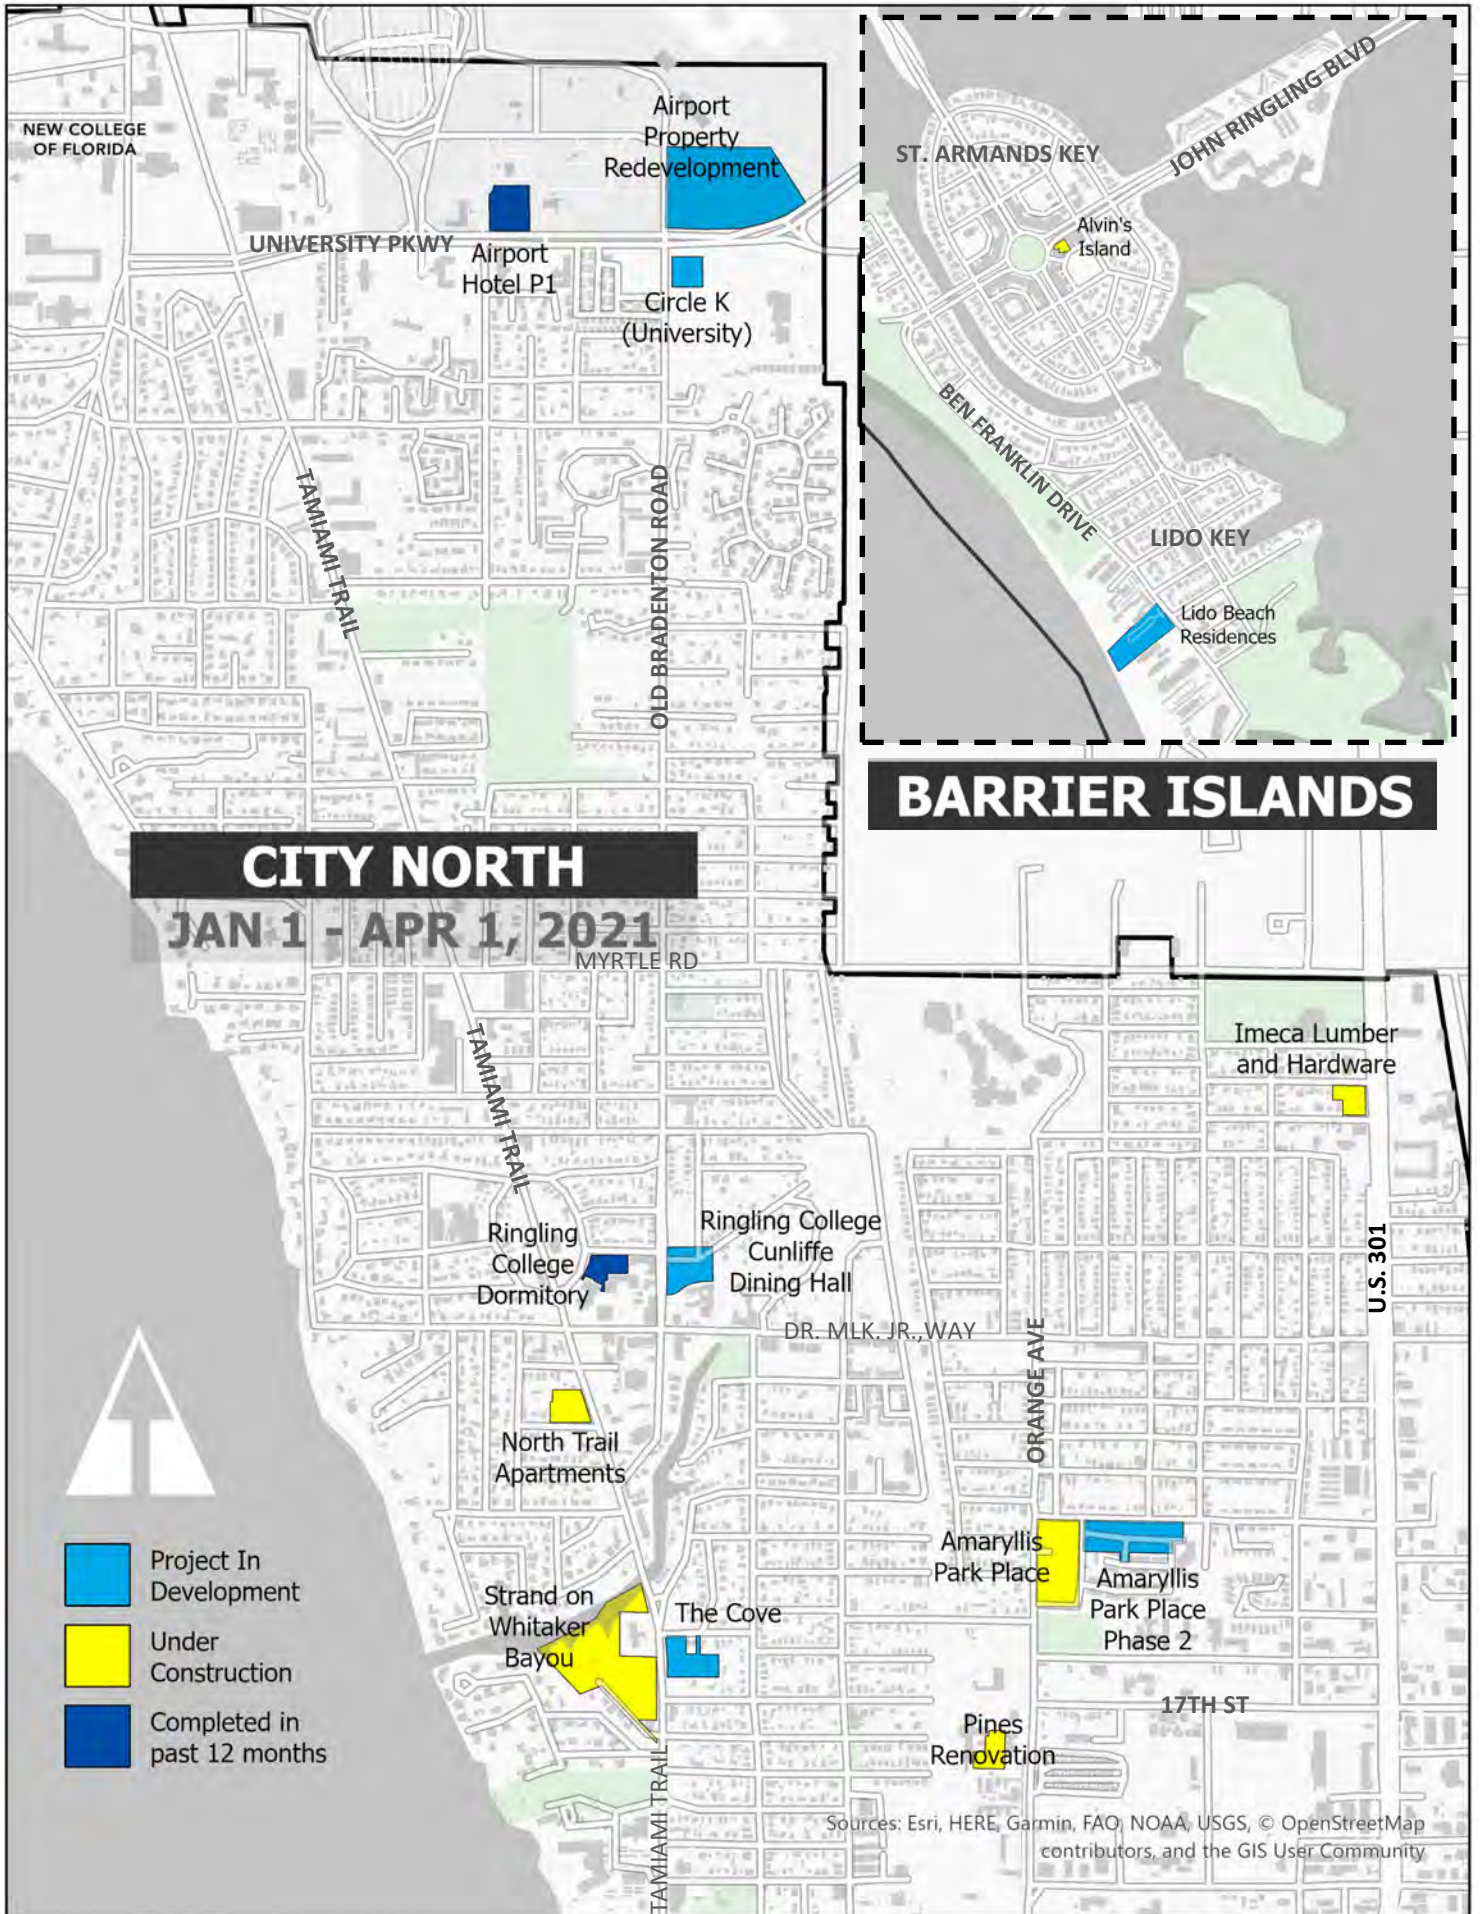 NEW COLLEGE
OF FLORIDA
Airport
Property
Redevelopment
UNIVERSITY PKWY
Airport
Hotel P1
Circle K
(University)
ST. ARMANDS KEY
JOHN RINGLING BLVD
Alvin's
Island
BEN FRANKLIN DRIVE
LIDO KEY
Lido Beach
Residences
BARRIER ISLANDS
TAMIAMI TRAIL
OLD BRADENTON ROAD
CITY NORTH
JAN 1 - APR 1, 2021
MYRTLE RD
TAMIAMI TRAIL
Imeca Lumber
and Hardware
Ringling
College
Dormitory
Ringling College
Cunliffe
Dining Hall
U.S. 301
DR. MLK. JR.,WAY
ORANGE AVE
North Trail
Apartments
Amaryllis
Park Place
Amaryllis
Park Place
Phase 2
Strand on
Whitaker
Bayou
The Cove
17TH ST
Pines
Renovation
TAMIAMI TRAIL
Project In
Development
Under
Construction
Completed in
past 12 months
Sources: Esri, HERE, Garmin, FAO, NOAA, USGS, © OpenStreetMap
contributors, and the GIS User Community